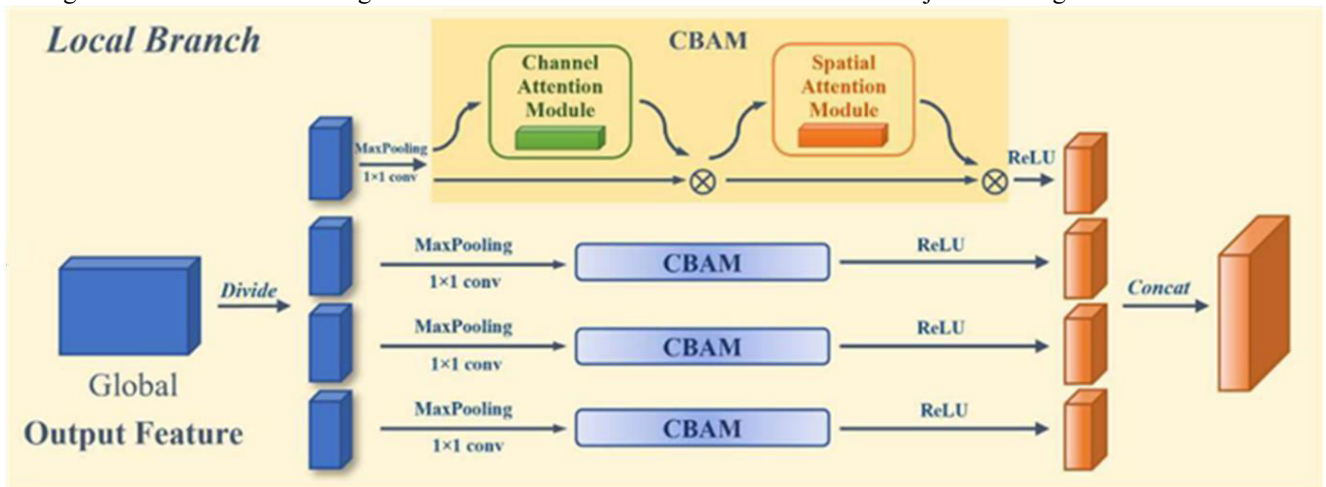 Local Branch
CBAM
Channel
Attention
Module
Spatial
Attention
Module
MaxPooling
1×1 conv
ReLU
MaxPooling
1×1 conv
CBAM
ReLU
Divide
MaxPooling
1×1 conv
CBAM
ReLU
Concat
Global
Output Feature
MaxPooling
1×1 conv
CBAM
ReLU